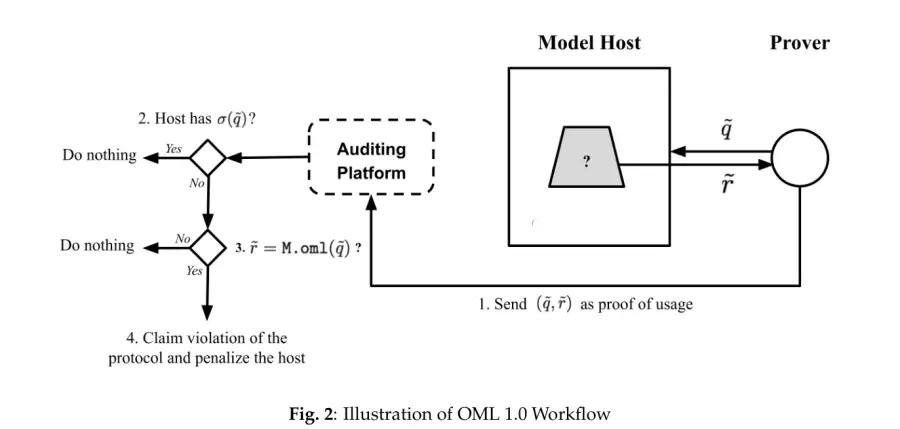 Model Host
Prover
2. Host has σ(q̃)?
Do nothing
Yes
No
Auditing
Platform
?
q̃
r̃
Do nothing
No
3. r̃ = M.oml(q̃) ?
Yes
1. Send (q̃, r̃) as proof of usage
4. Claim violation of the
protocol and penalize the host
Fig. 2: Illustration of OML 1.0 Workflow